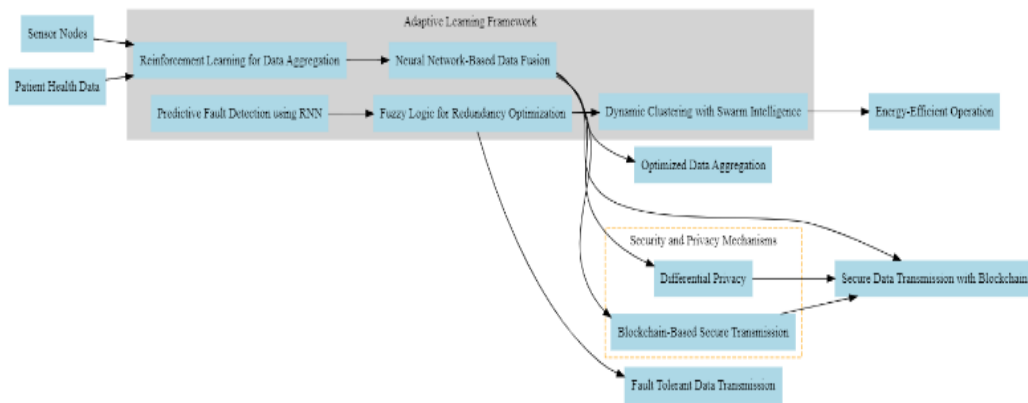 Adaptive Learning Framework
Sensor Nodes
Reinforcement Learning for Data Aggregation
Neural Network-Based Data Fusion
Patient Health Data
Predictive Fault Detection using RNN
Fuzzy Logic for Redundancy Optimization
Dynamic Clustering with Swarm Intelligence
Energy-Efficient Operation
Optimized Data Aggregation
Security and Privacy Mechanisms
Differential Privacy
Secure Data Transmission with Blockchain
Blockchain-Based Secure Transmission
Fault Tolerant Data Transmission